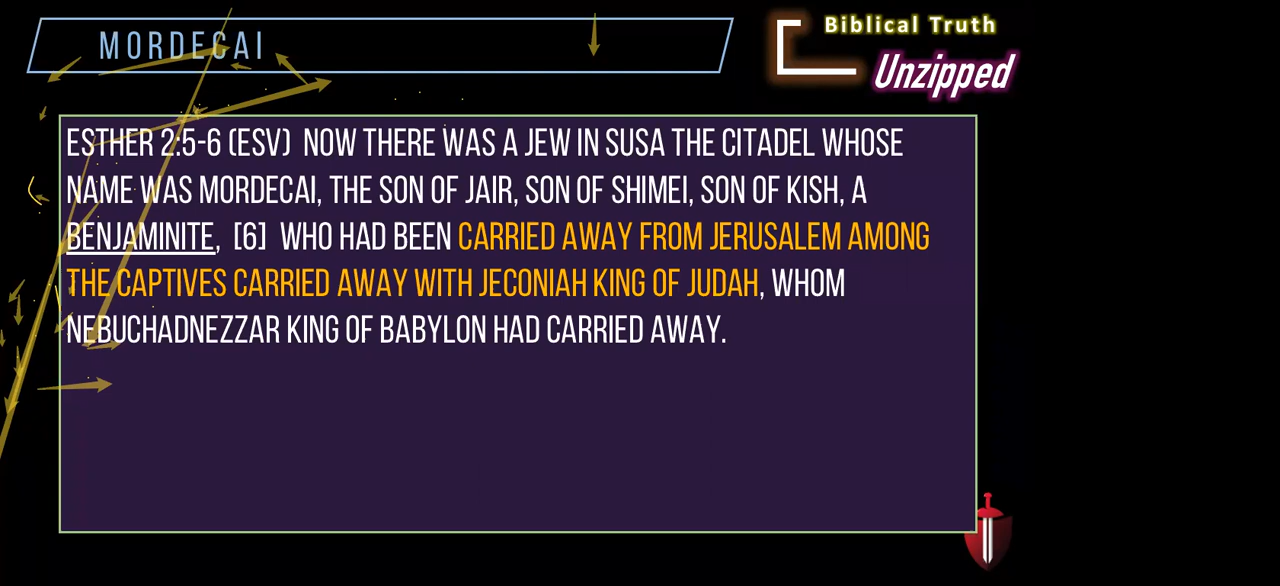 MORDECAI
Biblical Truth
Unzipped
ESTHER 2:5-6 (ESV) NOW THERE WAS A JEW IN SUSA THE CITADEL WHOSE
NAME WAS MORDECAI, THE SON OF JAIR, SON OF SHIMEI, SON OF KISH, A
BENJAMINITE, [6] WHO HAD BEEN CARRIED AWAY FROM JERUSALEM AMONG
THE CAPTIVES CARRIED AWAY WITH JECONIAH KING OF JUDAH, WHOM
NEBUCHADNEZZAR KING OF BABYLON HAD CARRIED AWAY.